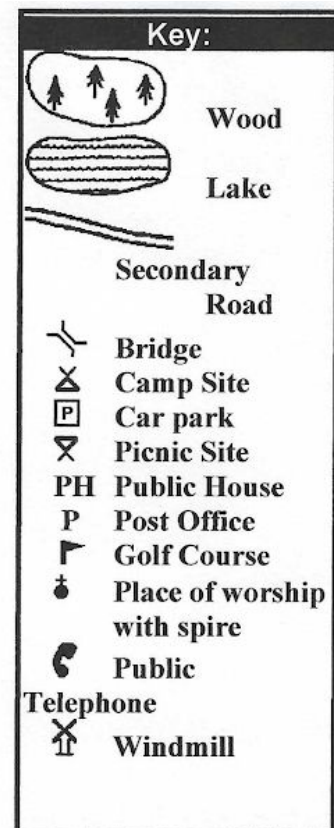 Key:
Wood
Lake
Secondary
Road
Bridge
Camp Site
P Car park
Picnic Site
PH Public House
P Post Office
Golf Course
Place of worship
with spire
Public
Telephone
Windmill